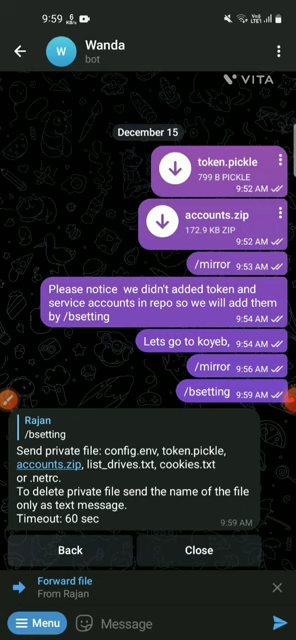 9:59
6
KB/s
Vo)
LTE1
W
Wanda
bot
VITA
December 15
token.pickle
799 B PICKLE
9:52 AM
accounts.zip
172.9 KB ZIP
9:52 AM
/mirror 9:53 AM
Please notice we didn't added token and
service accounts in repo so we will add them
by /bsetting 9:54 AM
Lets go to koyeb, 9:54 AM
/mirror 9:56 AM
/bsetting 9:59 AM
Rajan
/bsetting
Send private file: config.env, token.pickle,
accounts.zip, list_drives.txt, cookies.txt
or .netrc.
To delete private file send the name of the file
only as text message.
Timeout: 60 sec
9:59 AM
Back Close
Forward file
From Rajan
Menu Message